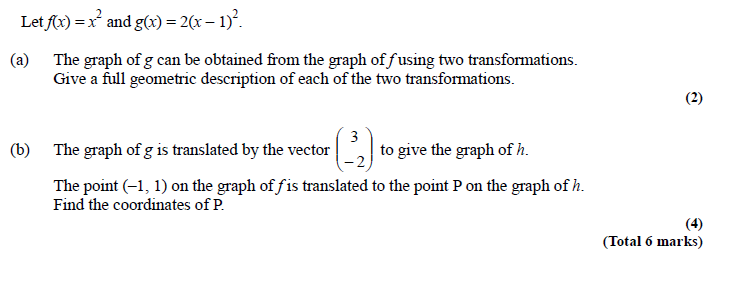 Let f(x) = x² and g(x) = 2(x – 1)².
(a) The graph of g can be obtained from the graph of f using two transformations.
Give a full geometric description of each of the two transformations.
(2)
(b) The graph of g is translated by the vector (3 −2) to give the graph of h.
The point (–1, 1) on the graph of f is translated to the point P on the graph of h.
Find the coordinates of P.
(4)
(Total 6 marks)